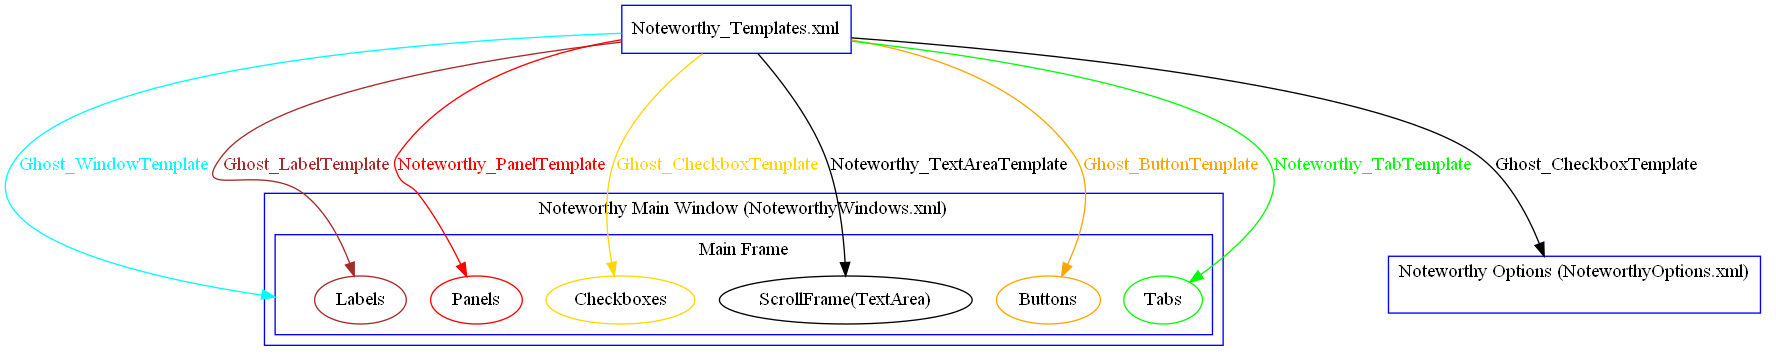 Noteworthy_Templates.xml
Ghost_WindowTemplate
Ghost_LabelTemplate
Noteworthy_PanelTemplate
Ghost_CheckboxTemplate
Noteworthy_TextAreaTemplate
Ghost_ButtonTemplate
Noteworthy_TabTemplate
Ghost_CheckboxTemplate
Noteworthy Main Window (NoteworthyWindows.xml)
Main Frame
Noteworthy Options (NoteworthyOptions.xml)
Labels
Panels
Checkboxes
ScrollFrame(TextArea)
Buttons
Tabs